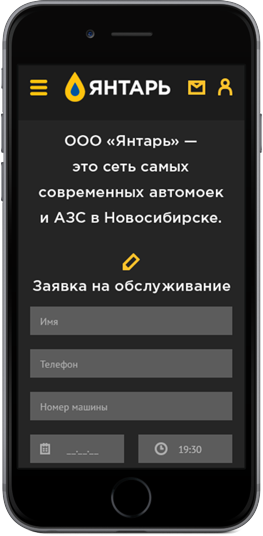 ЯНТАРЬ
ООО «Янтарь» —
это сеть самых
современных автомоек
и АЗС в Новосибирске.
Заявка на обслуживание
Имя
Телефон
Номер машины
__.__.__ 19:30